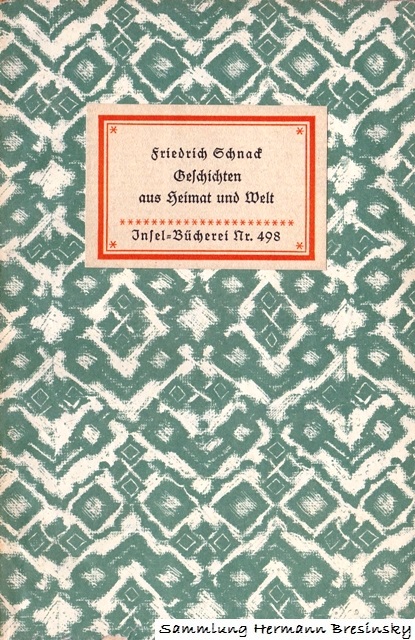 Friedrich Schnack
Geſchichten
aus Heimat und Welt
Inſel-Bücherei Nr. 498
Sammlung Hermann Bresinsky